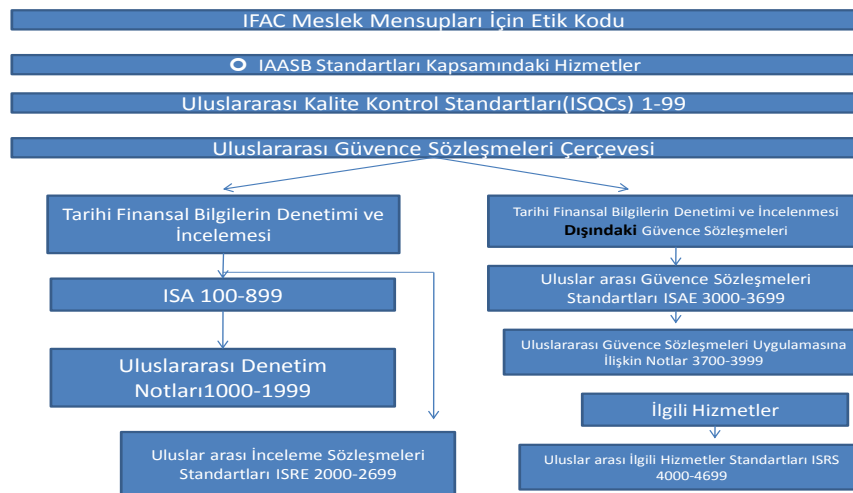 IFAC Meslek Mensupları İçin Etik Kodu
IAASB Standartları Kapsamındaki Hizmetler
Uluslararası Kalite Kontrol Standartları(ISQCs) 1-99
Uluslararası Güvence Sözleşmeleri Çerçevesi
Tarihi Finansal Bilgilerin Denetimi ve
İncelemesi
ISA 100-899
Uluslararası Denetim
Notları1000-1999
Uluslar arası İnceleme Sözleşmeleri
Standartları ISRE 2000-2699
Tarihi Finansal Bilgilerin Denetimi ve İncelenmesi
Dışındaki Güvence Sözleşmeleri
Uluslar arası Güvence Sözleşmeleri
Standartları ISAE 3000-3699
Uluslararası Güvence Sözleşmeleri Uygulamasına
İlişkin Notlar 3700-3999
İlgili Hizmetler
Uluslar arası İlgili Hizmetler Standartları ISRS
4000-4699